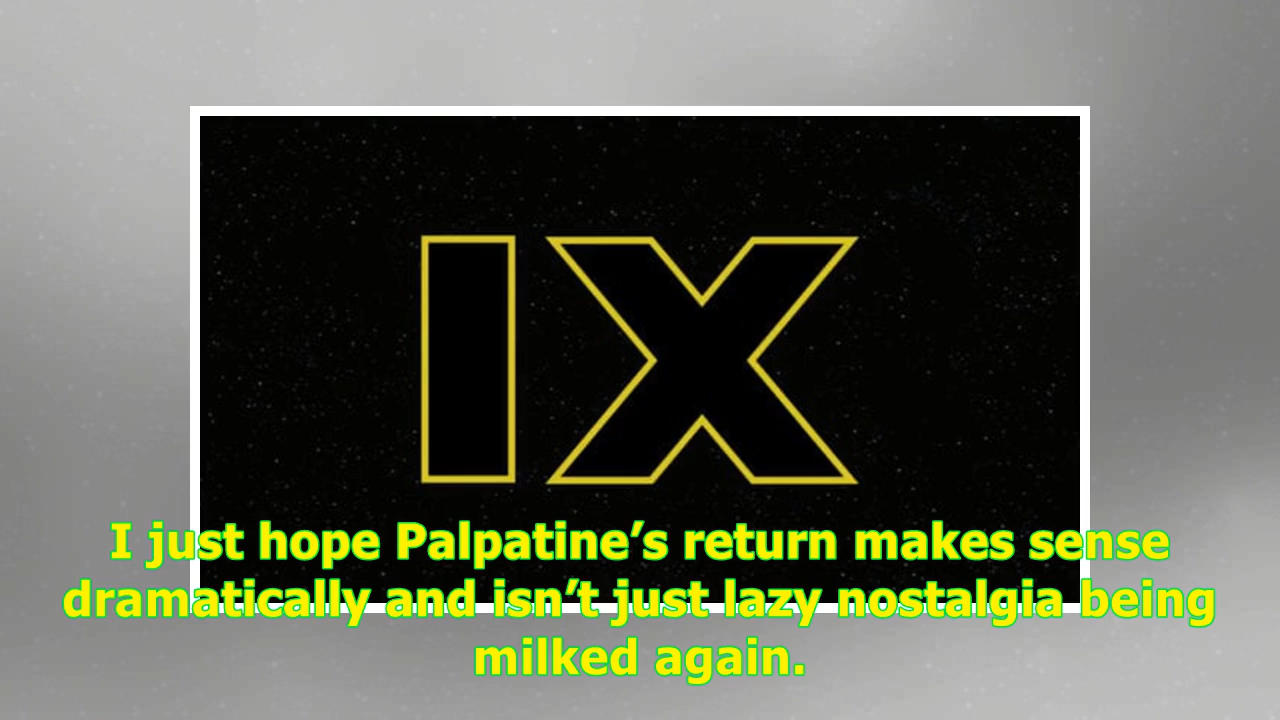 IX
I just hope Palpatine’s return makes sense
dramatically and isn’t just lazy nostalgia being
milked again.